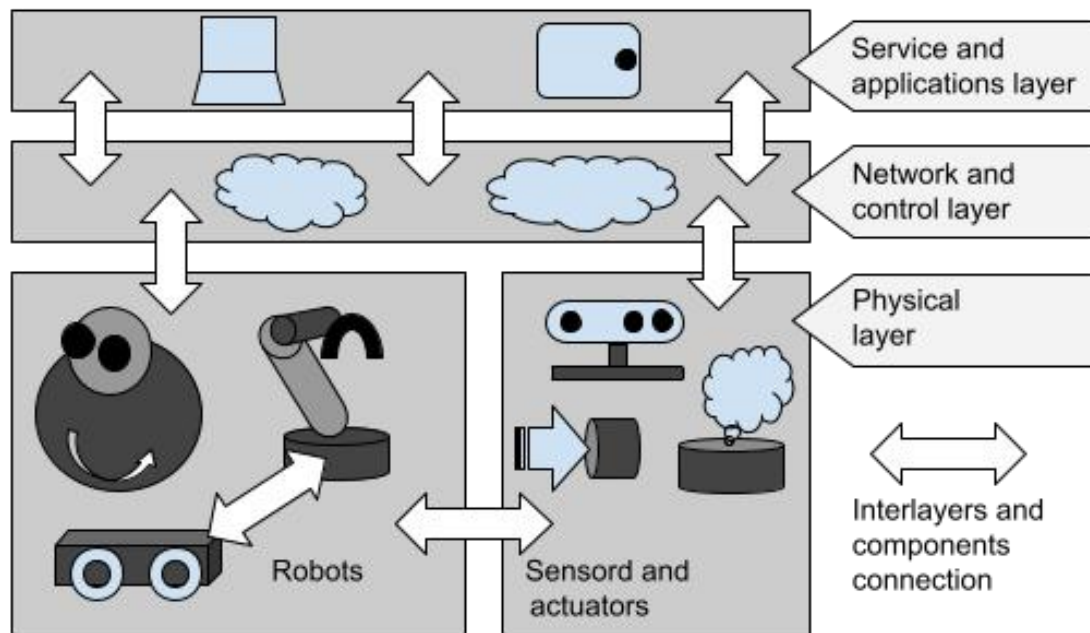 Service and
applications layer
Network and
control layer
Physical
layer
Robots
Sensord and
actuators
Interlayers and
components
connection